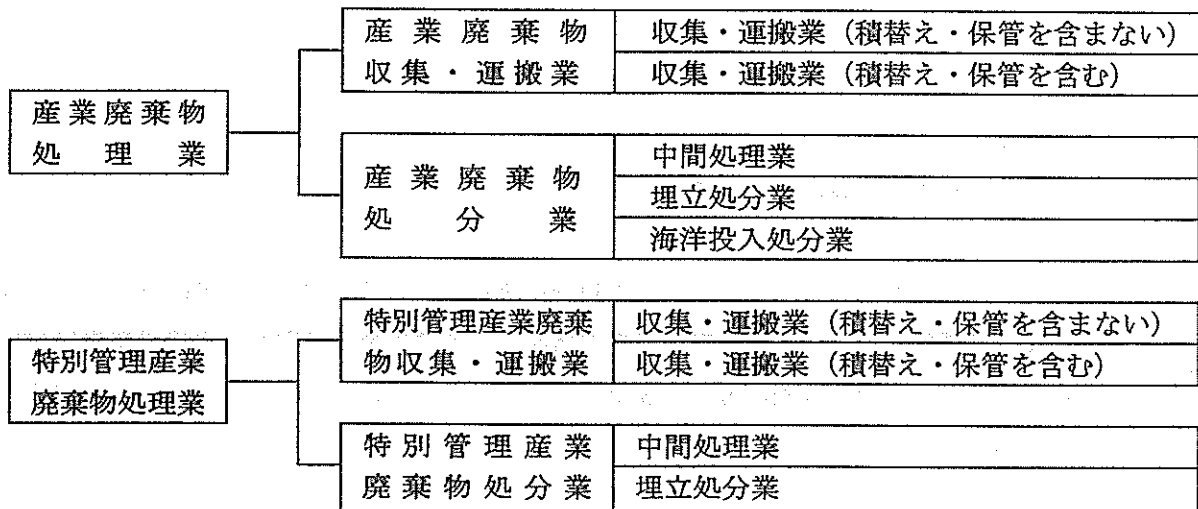 産業廃棄物
処理業
産業廃棄物
収集・運搬業
収集・運搬業（積替え・保管を含まない）
収集・運搬業（積替え・保管を含む）
産業廃棄物
処分業
中間処理業
埋立処分業
海洋投入処分業
特別管理産業
廃棄物処理業
特別管理産業廃棄
物収集・運搬業
収集・運搬業（積替え・保管を含まない）
収集・運搬業（積替え・保管を含む）
特別管理産業
廃棄物処分業
中間処理業
埋立処分業